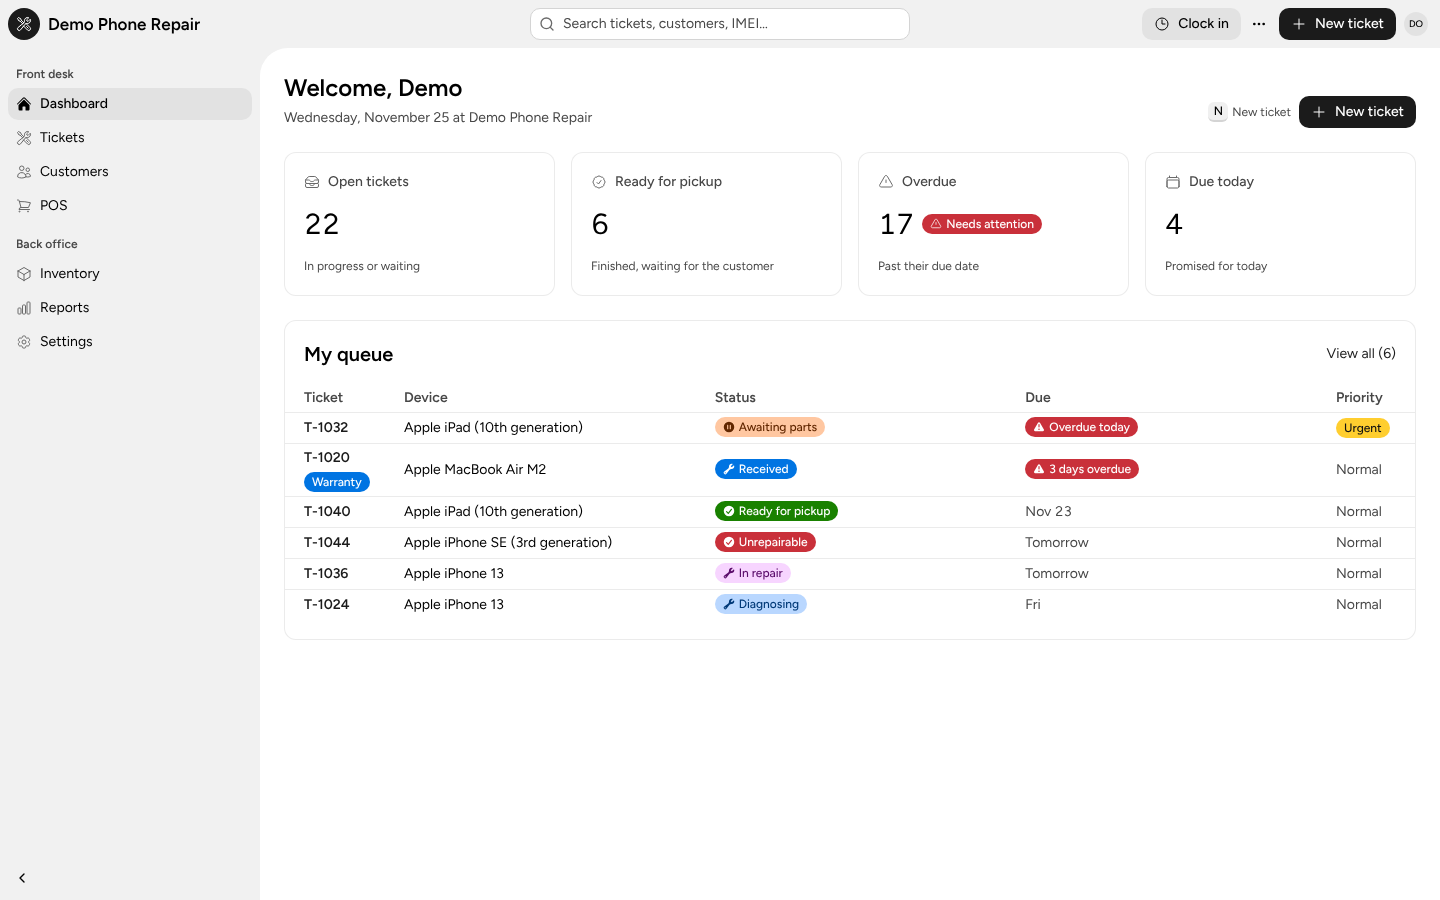 Demo Phone Repair
Search tickets, customers, IMEI...
Clock in
New ticket
DO
Front desk
Dashboard
Tickets
Customers
POS
Back office
Inventory
Reports
Settings
Welcome, Demo
Wednesday, November 25 at Demo Phone Repair
N New ticket
New ticket
Open tickets
22
In progress or waiting
Ready for pickup
6
Finished, waiting for the customer
Overdue
17 Needs attention
Past their due date
Due today
4
Promised for today
My queue
View all (6)
Ticket Device Status Due Priority
T-1032 Apple iPad (10th generation) Awaiting parts Overdue today Urgent
T-1020 Warranty Apple MacBook Air M2 Received 3 days overdue Normal
T-1040 Apple iPad (10th generation) Ready for pickup Nov 23 Normal
T-1044 Apple iPhone SE (3rd generation) Unrepairable Tomorrow Normal
T-1036 Apple iPhone 13 In repair Tomorrow Normal
T-1024 Apple iPhone 13 Diagnosing Fri Normal